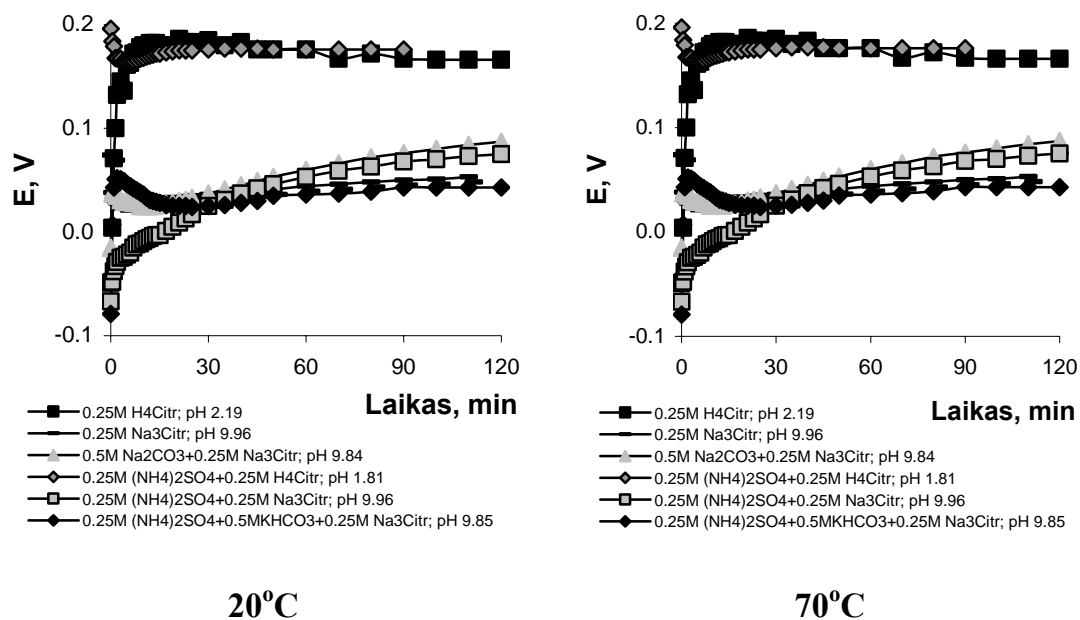 0.2
0.1
0.0
-0.1
E, V
0 30 60 90 120
Laikas, min
0.25M H4Citr; pH 2.19
0.25M Na3Citr; pH 9.96
0.5M Na2CO3+0.25M Na3Citr; pH 9.84
0.25M (NH4)2SO4+0.25M H4Citr; pH 1.81
0.25M (NH4)2SO4+0.25M Na3Citr; pH 9.96
0.25M (NH4)2SO4+0.5MKHCO3+0.25M Na3Citr; pH 9.85
20°C
0.2
0.1
0.0
-0.1
E, V
0 30 60 90 120
Laikas, min
0.25M H4Citr; pH 2.19
0.25M Na3Citr; pH 9.96
0.5M Na2CO3+0.25M Na3Citr; pH 9.84
0.25M (NH4)2SO4+0.25M H4Citr; pH 1.81
0.25M (NH4)2SO4+0.25M Na3Citr; pH 9.96
0.25M (NH4)2SO4+0.5MKHCO3+0.25M Na3Citr; pH 9.85
70°C